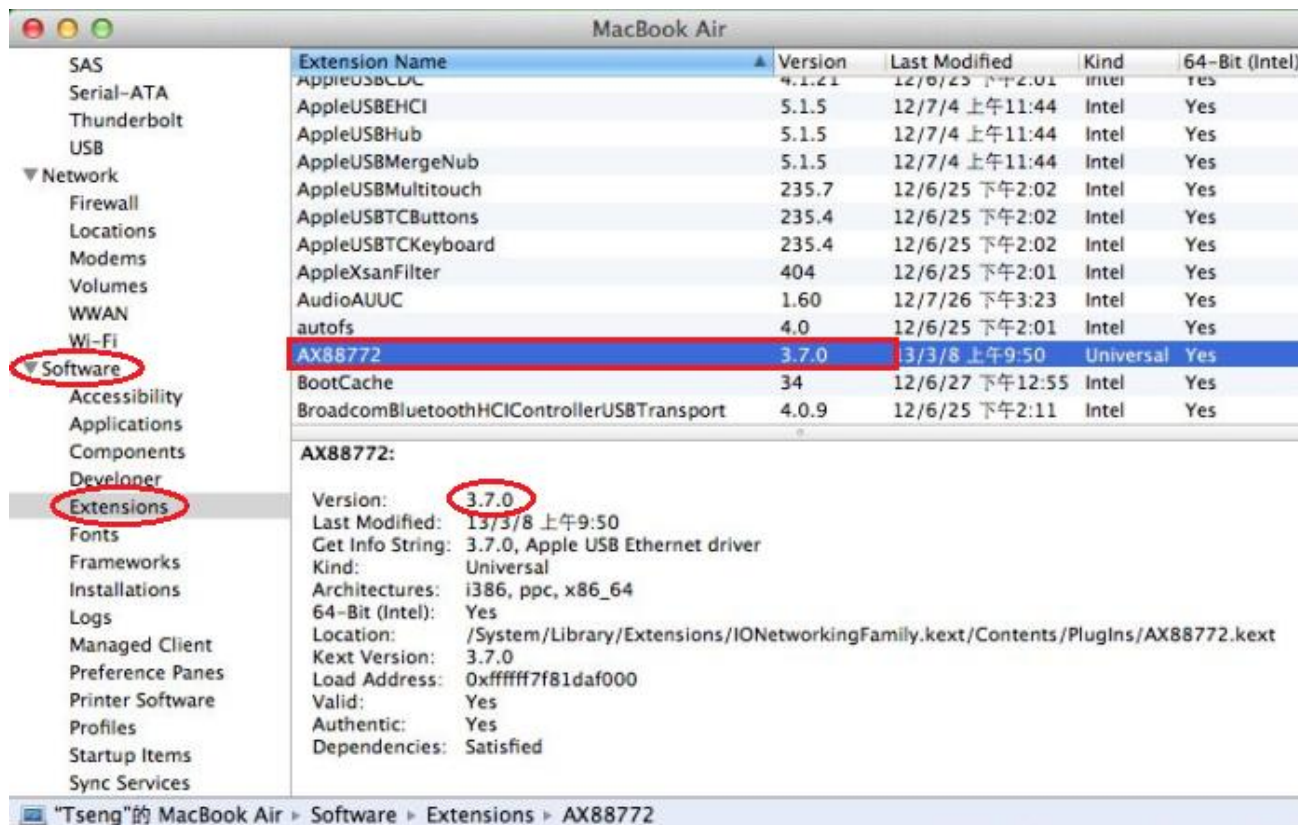 MacBook Air
SAS
Serial-ATA
Thunderbolt
USB
Network
Firewall
Locations
Modems
Volumes
WWAN
Wi-Fi
Software
Accessibility
Applications
Components
Developer
Extensions
Fonts
Frameworks
Installations
Logs
Managed Client
Preference Panes
Printer Software
Profiles
Startup Items
Sync Services
Extension Name Version Last Modified Kind 64-Bit (Intel)
AppleUSBCDC 4.1.21 12/6/25 下午2:01 Intel Yes
AppleUSBEHCI 5.1.5 12/7/4 上午11:44 Intel Yes
AppleUSBHub 5.1.5 12/7/4 上午11:44 Intel Yes
AppleUSBMergeNub 5.1.5 12/7/4 上午11:44 Intel Yes
AppleUSBMultitouch 235.7 12/6/25 下午2:02 Intel Yes
AppleUSBTCButtons 235.4 12/6/25 下午2:02 Intel Yes
AppleUSBTCKeyboard 235.4 12/6/25 下午2:02 Intel Yes
AppleXsanFilter 404 12/6/25 下午2:01 Intel Yes
AudioAUUC 1.60 12/7/26 下午3:23 Intel Yes
autofs 4.0 12/6/25 下午2:01 Intel Yes
AX88772 3.7.0 13/3/8 上午9:50 Universal Yes
BootCache 34 12/6/27 下午12:55 Intel Yes
BroadcomBluetoothHCIControllerUSBTransport 4.0.9 12/6/25 下午2:11 Intel Yes
AX88772:
Version: 3.7.0
Last Modified: 13/3/8 上午9:50
Get Info String: 3.7.0, Apple USB Ethernet driver
Kind: Universal
Architectures: i386, ppc, x86_64
64-Bit (Intel): Yes
Location: /System/Library/Extensions/IONetworkingFamily.kext/Contents/PlugIns/AX88772.kext
Kext Version: 3.7.0
Load Address: 0xffffff7f81daf000
Valid: Yes
Authentic: Yes
Dependencies: Satisfied
"Tseng"的 MacBook Air ▸ Software ▸ Extensions ▸ AX88772